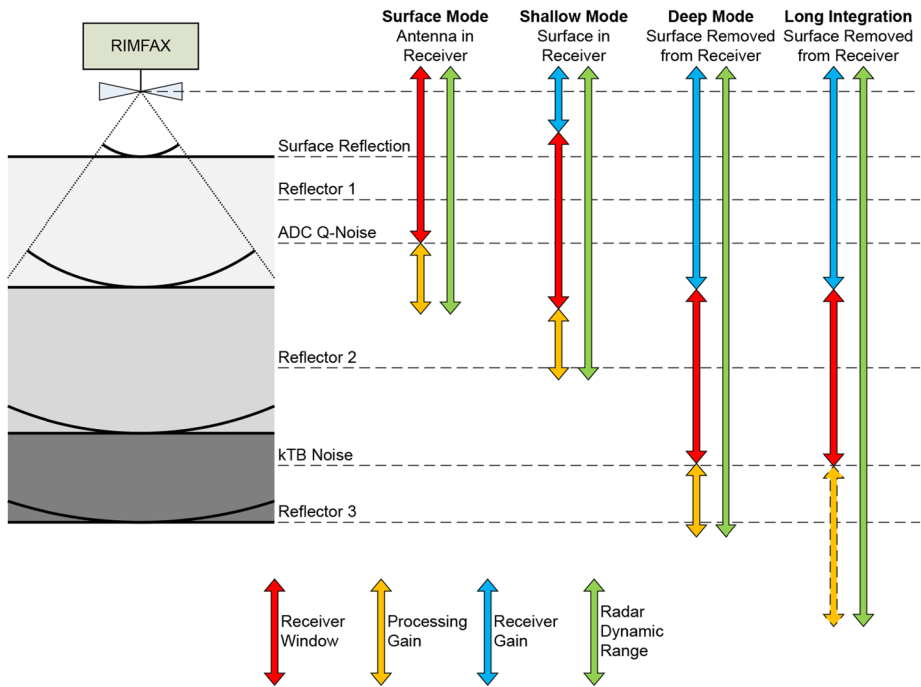 RIMFAX
Surface Mode
Antenna in
Receiver
Shallow Mode
Surface in
Receiver
Deep Mode
Surface Removed
from Receiver
Long Integration
Surface Removed
from Receiver
Surface Reflection
Reflector 1
ADC Q-Noise
Reflector 2
kTB Noise
Reflector 3
Receiver
Window
Processing
Gain
Receiver
Gain
Radar
Dynamic
Range